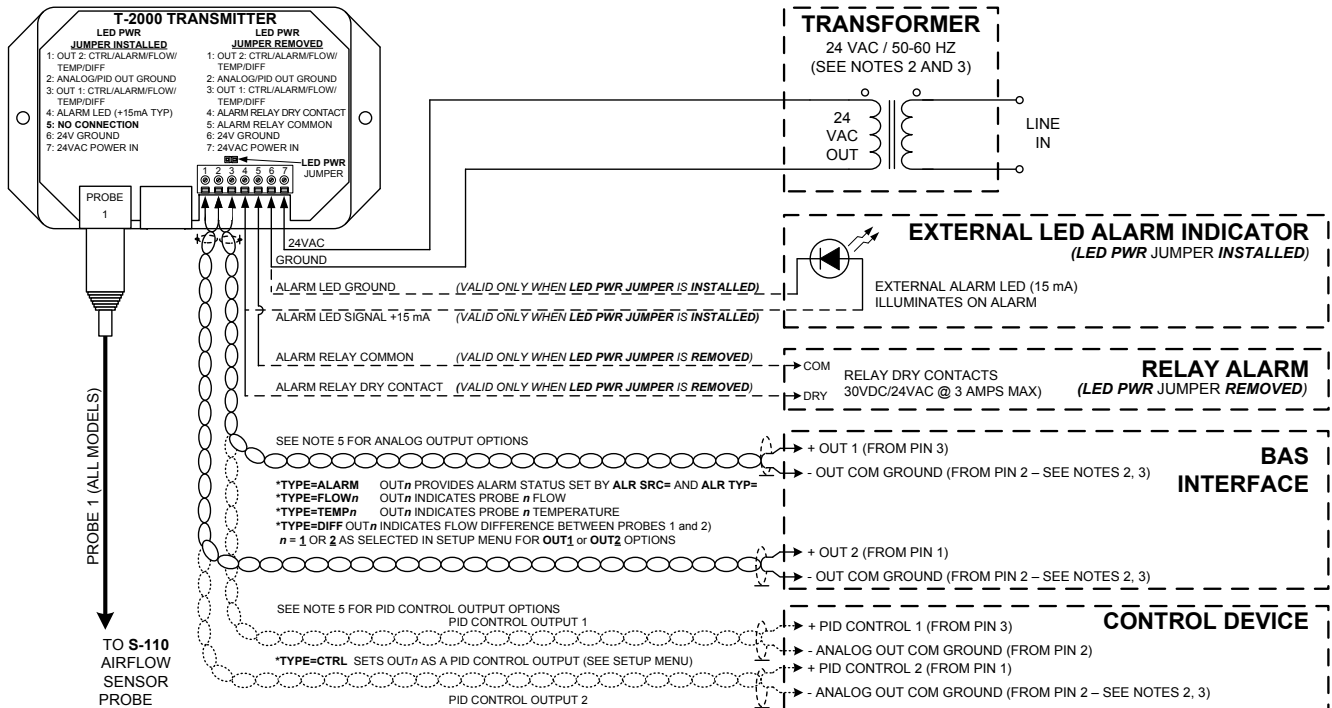 T-2000 TRANSMITTER
LED PWR
JUMPER INSTALLED
1: OUT 2: CTRL/ALARM/FLOW/
TEMP/DIFF
2: ANALOG/PID OUT GROUND
3: OUT 1: CTRL/ALARM/FLOW/
TEMP/DIFF
4: ALARM LED (+15mA TYP)
5: NO CONNECTION
6: 24V GROUND
7: 24VAC POWER IN
LED PWR
JUMPER REMOVED
1: OUT 2: CTRL/ALARM/FLOW/
TEMP/DIFF
2: ANALOG/PID OUT GROUND
3: OUT 1: CTRL/ALARM/FLOW/
TEMP/DIFF
4: ALARM RELAY DRY CONTACT
5: ALARM RELAY COMMON
6: 24V GROUND
7: 24VAC POWER IN
LED PWR
JUMPER
1 2 3 4 5 6 7
PROBE
1
TRANSFORMER
24 VAC / 50-60 HZ
(SEE NOTES 2 AND 3)
24
VAC
OUT
LINE
IN
24VAC
GROUND
ALARM LED GROUND (VALID ONLY WHEN LED PWR JUMPER IS INSTALLED)
ALARM LED SIGNAL +15 mA (VALID ONLY WHEN LED PWR JUMPER IS INSTALLED)
EXTERNAL LED ALARM INDICATOR
(LED PWR JUMPER INSTALLED)
EXTERNAL ALARM LED (15 mA)
ILLUMINATES ON ALARM
ALARM RELAY COMMON (VALID ONLY WHEN LED PWR JUMPER IS REMOVED)
ALARM RELAY DRY CONTACT (VALID ONLY WHEN LED PWR JUMPER IS REMOVED)
COM
DRY
RELAY DRY CONTACTS
30VDC/24VAC @ 3 AMPS MAX)
RELAY ALARM
(LED PWR JUMPER REMOVED)
SEE NOTE 5 FOR ANALOG OUTPUT OPTIONS
*TYPE=ALARM OUTn PROVIDES ALARM STATUS SET BY ALR SRC= AND ALR TYP=
*TYPE=FLOWn OUTn INDICATES PROBE n FLOW
*TYPE=TEMPn OUTn INDICATES PROBE n TEMPERATURE
*TYPE=DIFF OUTn INDICATES FLOW DIFFERENCE BETWEEN PROBES 1 and 2)
n = 1 OR 2 AS SELECTED IN SETUP MENU FOR OUT1 or OUT2 OPTIONS
+ OUT 1 (FROM PIN 3)
- OUT COM GROUND (FROM PIN 2 – SEE NOTES 2, 3)
BAS
INTERFACE
+ OUT 2 (FROM PIN 1)
- OUT COM GROUND (FROM PIN 2 – SEE NOTES 2, 3)
SEE NOTE 5 FOR PID CONTROL OUTPUT OPTIONS
PID CONTROL OUTPUT 1
*TYPE=CTRL SETS OUTn AS A PID CONTROL OUTPUT (SEE SETUP MENU)
PID CONTROL OUTPUT 2
CONTROL DEVICE
+ PID CONTROL 1 (FROM PIN 3)
- ANALOG OUT COM GROUND (FROM PIN 2)
+ PID CONTROL 2 (FROM PIN 1)
- ANALOG OUT COM GROUND (FROM PIN 2 – SEE NOTES 2, 3)
PROBE 1 (ALL MODELS)
TO S-110
AIRFLOW
SENSOR
PROBE